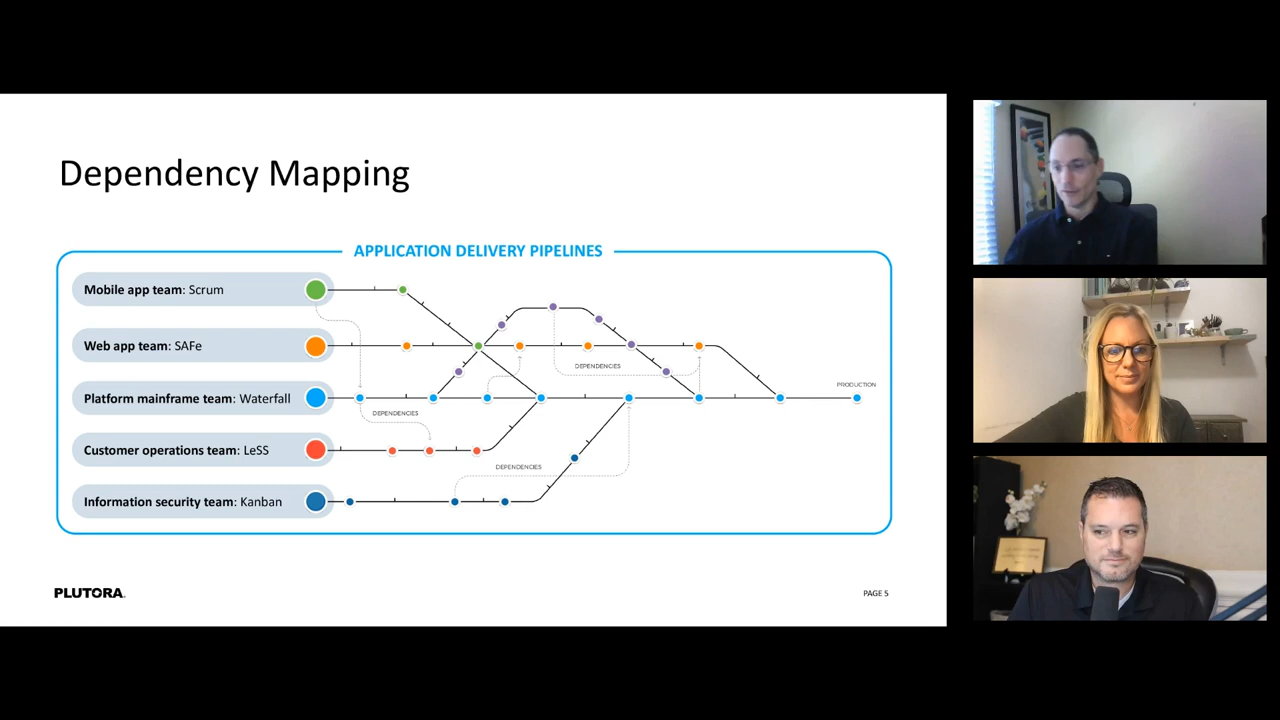 Dependency Mapping
APPLICATION DELIVERY PIPELINES
Mobile app team: Scrum
Web app team: SAFe
DEPENDENCIES
PRODUCTION
Platform mainframe team: Waterfall
DEPENDENCIES
Customer operations team: LeSS
DEPENDENCIES
Information security team: Kanban
PLUTORA
PAGE 5